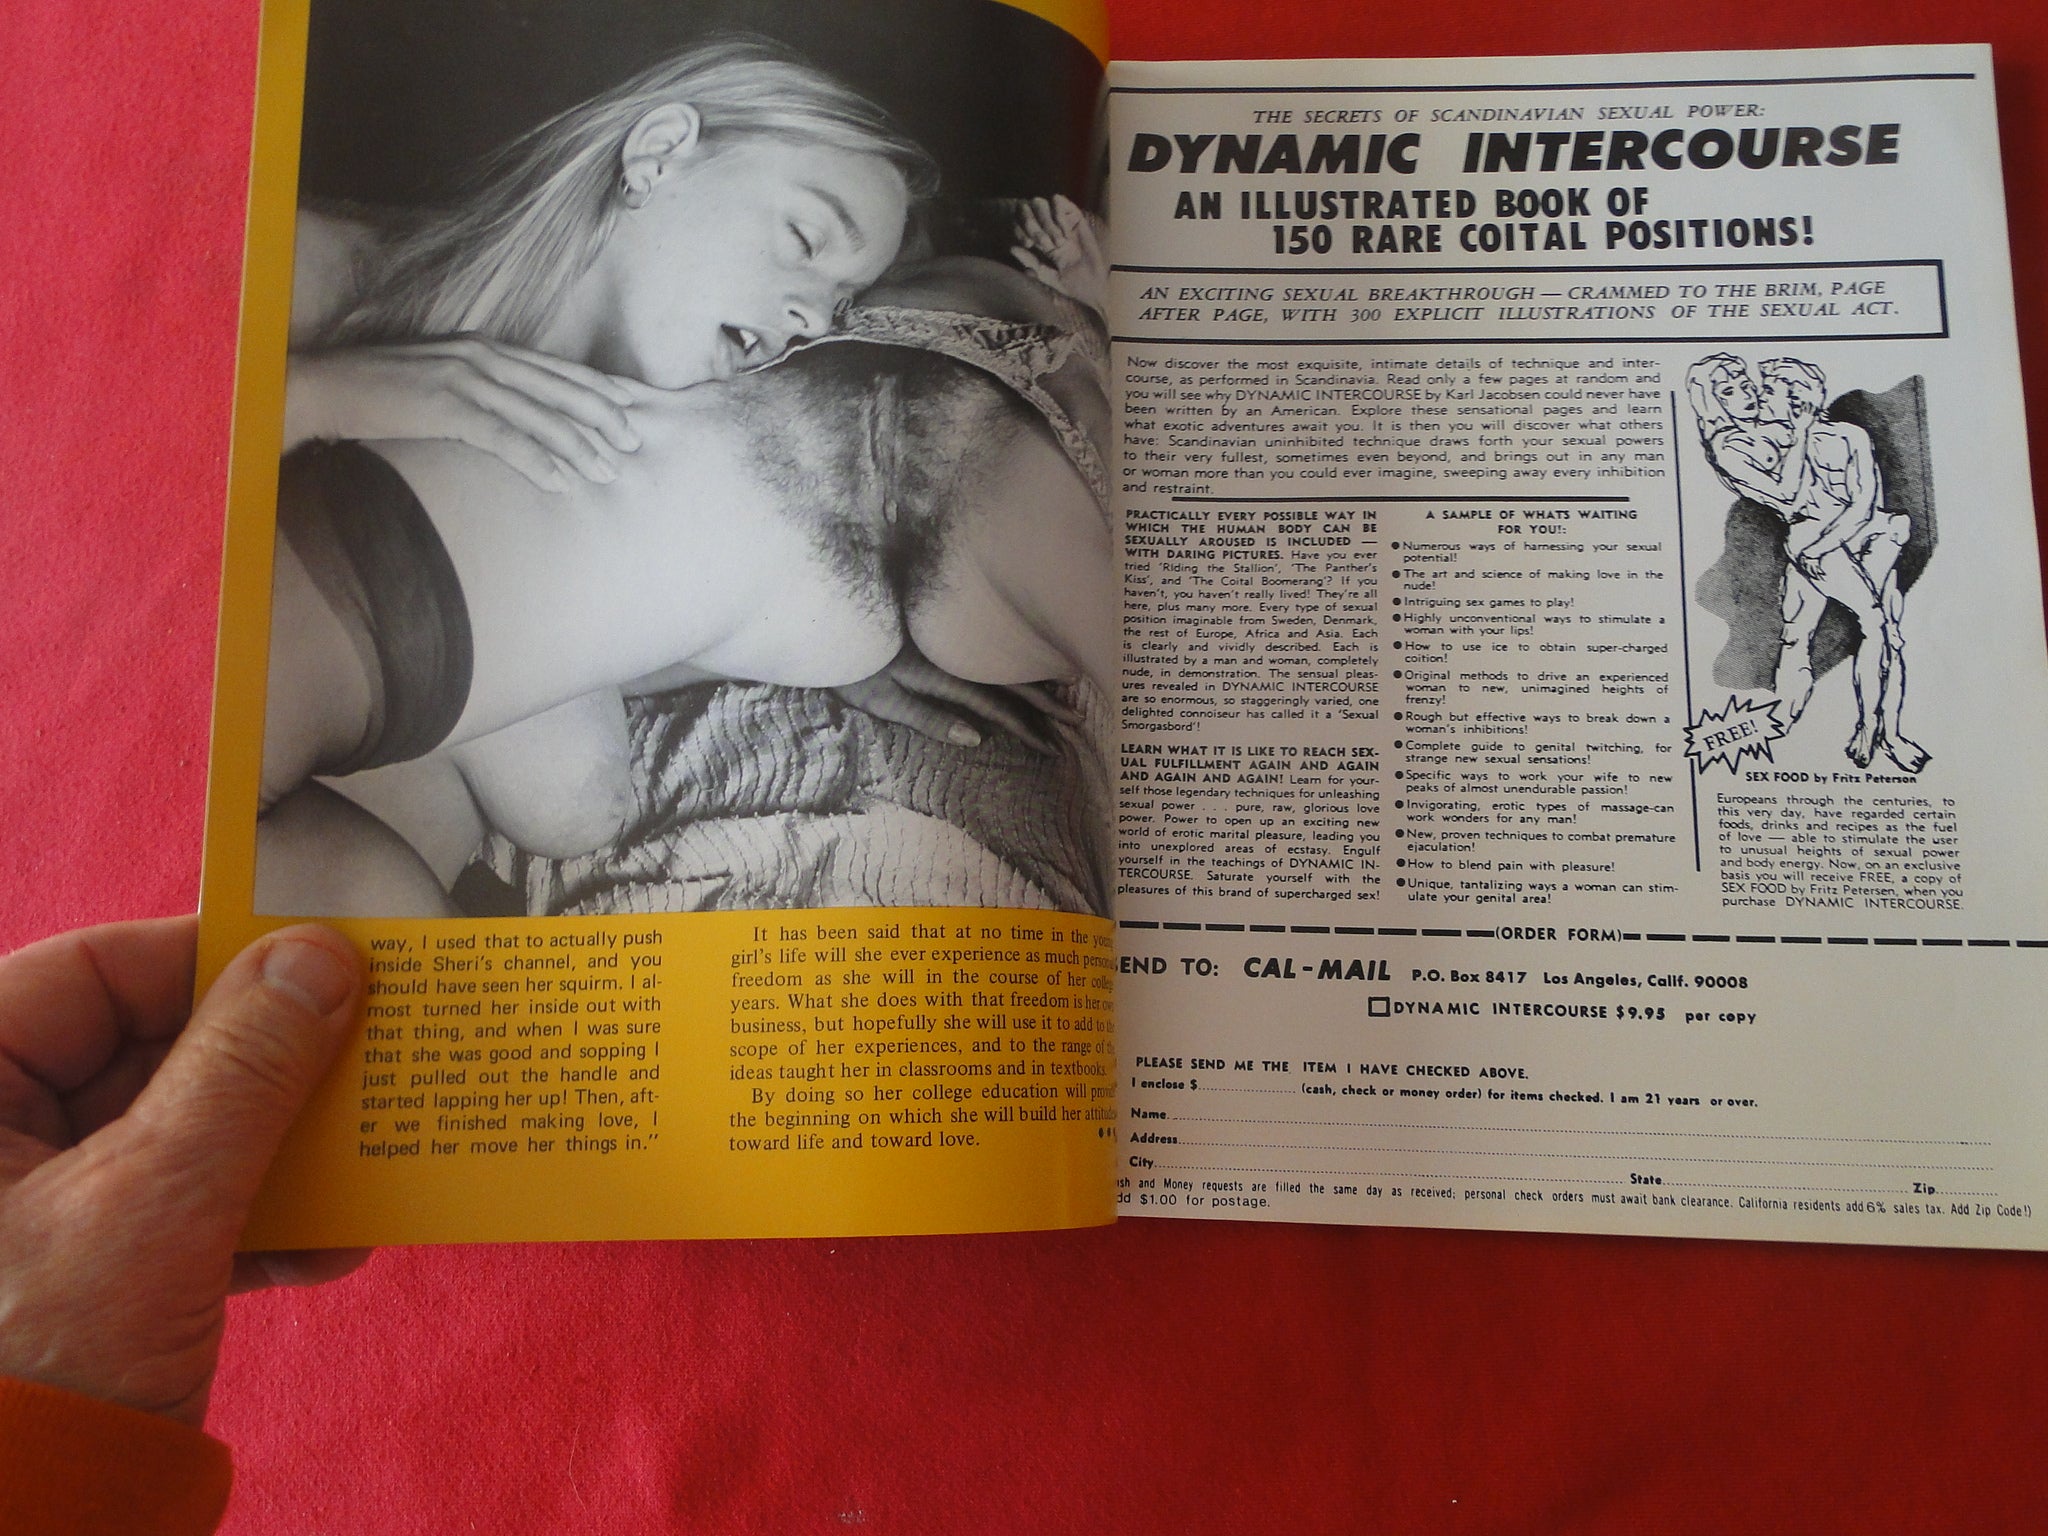 way, I used that to actually push
inside Sheri's channel, and you
should have seen her squirm. I al-
most turned her inside out with
that thing, and when I was sure
that she was good and sopping I
just pulled out the handle and
started lapping her up! Then, aft-
er we finished making love, I
helped her move her things in."
It has been said that at no time in the
girl's life will she ever experience as much
freedom as she will in the course of her
years. What she does with that freedom is her
business, but hopefully she will use it to add to
scope of her experiences, and to the range of
ideas taught her in classrooms and in textbooks.
By doing so her college education will
the beginning on which she will build her
toward life and toward love.
THE SECRETS OF SCANDINAVIAN SEXUAL POWER:
DYNAMIC INTERCOURSE
AN ILLUSTRATED BOOK OF
150 RARE COITAL POSITIONS!
AN EXCITING SEXUAL BREAKTHROUGH — CRAMMED TO THE BRIM, PAGE
AFTER PAGE, WITH 300 EXPLICIT ILLUSTRATIONS OF THE SEXUAL ACT.
Now discover the most exquisite, intimate details of technique and inter-
course, as performed in Scandinavia. Read only a few pages at random and
you will see why DYNAMIC INTERCOURSE by Karl Jacobsen could never have
been written by an American. Explore these sensational pages and learn
what exotic adventures await you. It is then you will discover what others
have: Scandinavian uninhibited technique draws forth your sexual powers
to their very fullest, sometimes even beyond, and brings out in any man
or woman more than you could ever imagine, sweeping away every inhibition
and restraint.
PRACTICALLY EVERY POSSIBLE WAY IN
WHICH THE HUMAN BODY CAN BE
SEXUALLY AROUSED IS INCLUDED —
WITH DARING PICTURES. Have you ever
tried 'Riding the Stallion', 'The Panther's
Kiss', and 'The Coital Boomerang'? If you
haven't, you haven't really lived! They're all
here, plus many more. Every type of sexual
position imaginable from Sweden, Denmark,
the rest of Europe, Africa and Asia. Each
is clearly and vividly described. Each is
illustrated by a man and woman, completely
nude, in demonstration. The sensual pleas-
ures revealed in DYNAMIC INTERCOURSE
are so enormous, so staggeringly varied, one
delighted connoiseur has called it a 'Sexual
Smorgasbord'!
LEARN WHAT IT IS LIKE TO REACH SEX-
UAL FULFILLMENT AGAIN AND AGAIN
AND AGAIN AND AGAIN! Learn for your-
self those legendary techniques for unleashing
sexual power . . . pure, raw, glorious love
power. Power to open up an exciting new
world of erotic marital pleasure, leading you
into unexplored areas of ecstasy. Engulf
yourself in the teachings of DYNAMIC IN-
TERCOURSE. Saturate yourself with the
pleasures of this brand of supercharged sex!
A SAMPLE OF WHATS WAITING
FOR YOU!:
● Numerous ways of harnessing your sexual
potential!
● The art and science of making love in the
nude!
● Intriguing sex games to play!
● Highly unconventional ways to stimulate a
woman with your lips!
● How to use ice to obtain super-charged
coition!
● Original methods to drive an experienced
woman to new, unimagined heights of
frenzy!
● Rough but effective ways to break down a
woman's inhibitions!
● Complete guide to genital twitching, for
strange new sexual sensations!
● Specific ways to work your wife to new
peaks of almost unendurable passion!
● Invigorating, erotic types of massage-can
work wonders for any man!
● New, proven techniques to combat premature
ejaculation!
● How to blend pain with pleasure!
● Unique, tantalizing ways a woman can stim-
ulate your genital area!
FREE!
SEX FOOD by Fritz Peterson
Europeans through the centuries, to
this very day, have regarded certain
foods, drinks and recipes as the fuel
of love — able to stimulate the user
to unusual heights of sexual power
and body energy. Now, on an exclusive
basis you will receive FREE, a copy of
SEX FOOD by Fritz Petersen, when you
purchase DYNAMIC INTERCOURSE.
(ORDER FORM)
END TO: CAL-MAIL P.O. Box 8417 Los Angeles, Calif. 90008
DYNAMIC INTERCOURSE $9.95 per copy
PLEASE SEND ME THE ITEM I HAVE CHECKED ABOVE.
I enclose $ (cash, check or money order) for items checked. I am 21 years or over.
Name
Address
City State Zip
and Money requests are filled the same day as received; personal check orders must await bank clearance. California residents add 6% sales tax. Add Zip Code!)
$1.00 for postage.